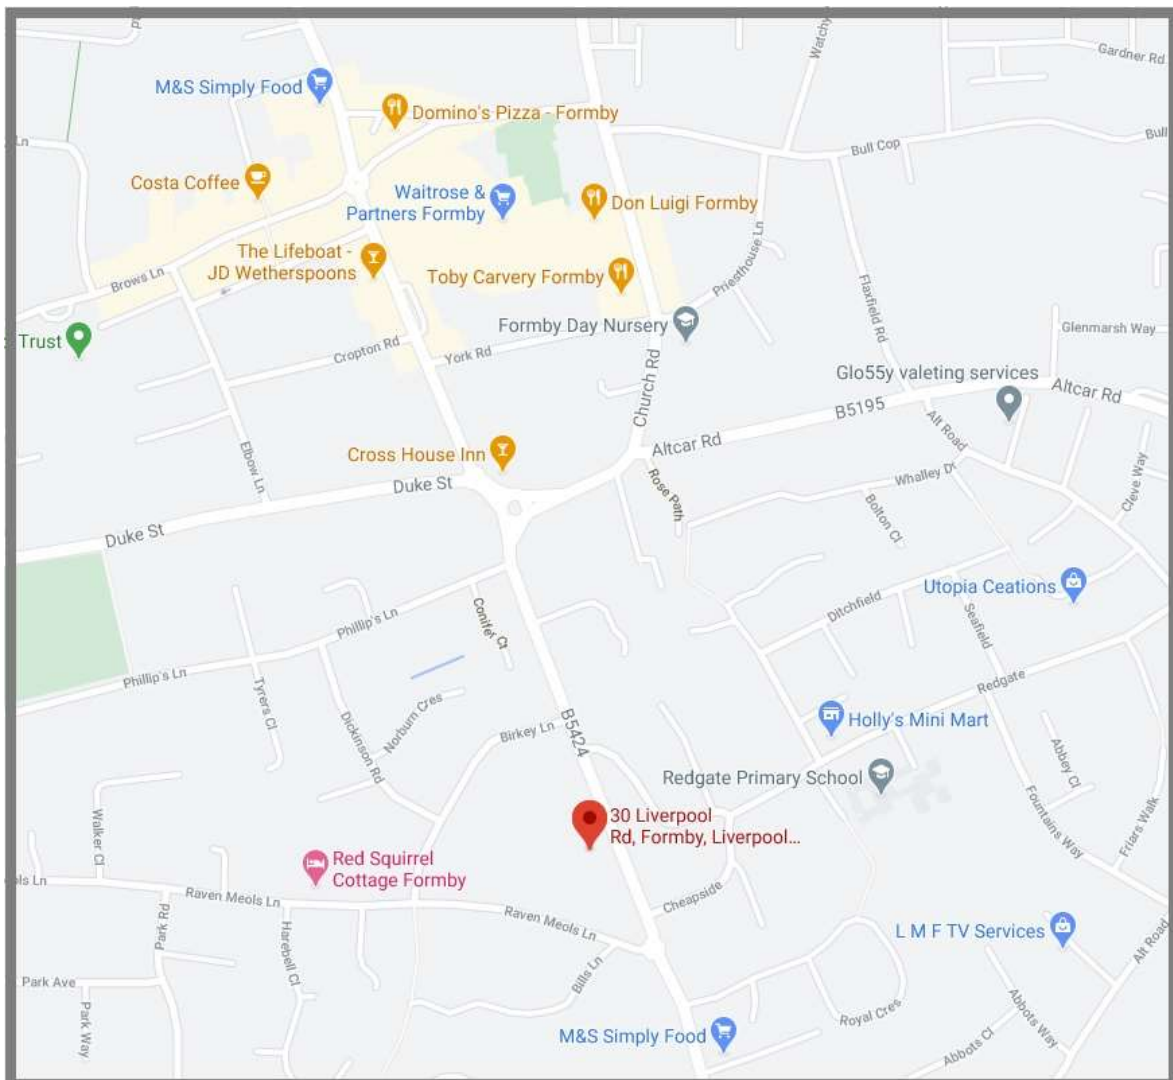 Gardner Rd
Watchy
M&S Simply Food
Domino's Pizza - Formby
Ln
Bull Cop
Bull
Costa Coffee
Waitrose &
Partners Formby
Don Luigi Formby
The Lifeboat -
JD Wetherspoons
Toby Carvery Formby
Priesthouse Ln
Brows Ln
Flaxfield Rd
Trust
Formby Day Nursery
Glenmarsh Way
Cropton Rd
York Rd
Church Rd
Glo55y valeting services
Altcar Rd
B5195
Alt Road
Elbow Ln
Cross House Inn
Altcar Rd
Duke St
Rose Path
Whalley Dr
Cleve Way
Bolton Cl
Duke St
Utopia Ceations
Ditchfield
Seafield
Conifer Ct
Phillip's Ln
Phillip's Ln
Tyrers Cl
Redgate
Norburn Cres
Dickinson Rd
Birkey Ln
B5424
Holly's Mini Mart
Abbey Cl
Redgate Primary School
Walker Cl
30 Liverpool
Rd, Formby, Liverpool...
Fountains Way
Friars Walk
Red Squirrel
Cottage Formby
ols Ln
Raven Meols Ln
Cheapside
Raven Meols Ln
Park Rd
Harebell Cl
L M F TV Services
Alt Road
Bills Ln
Park Ave
Royal Cres
Abbots Way
Park Way
M&S Simply Food
Abbots Cl